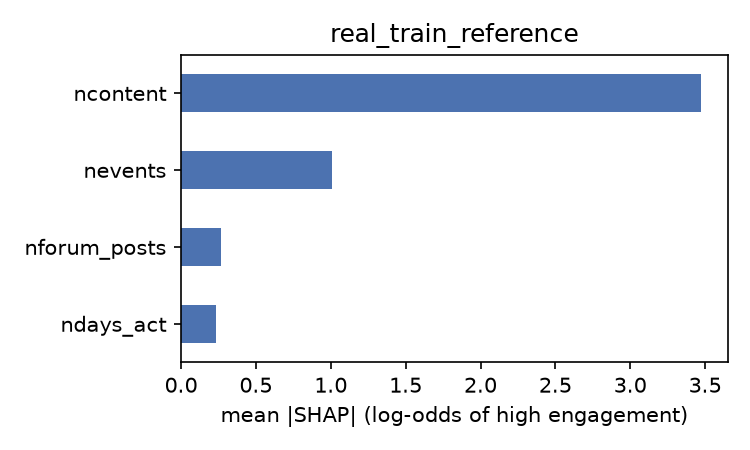 real_train_reference
ncontent
nevents
nforum_posts
ndays_act
0.0 0.5 1.0 1.5 2.0 2.5 3.0 3.5
mean |SHAP| (log-odds of high engagement)